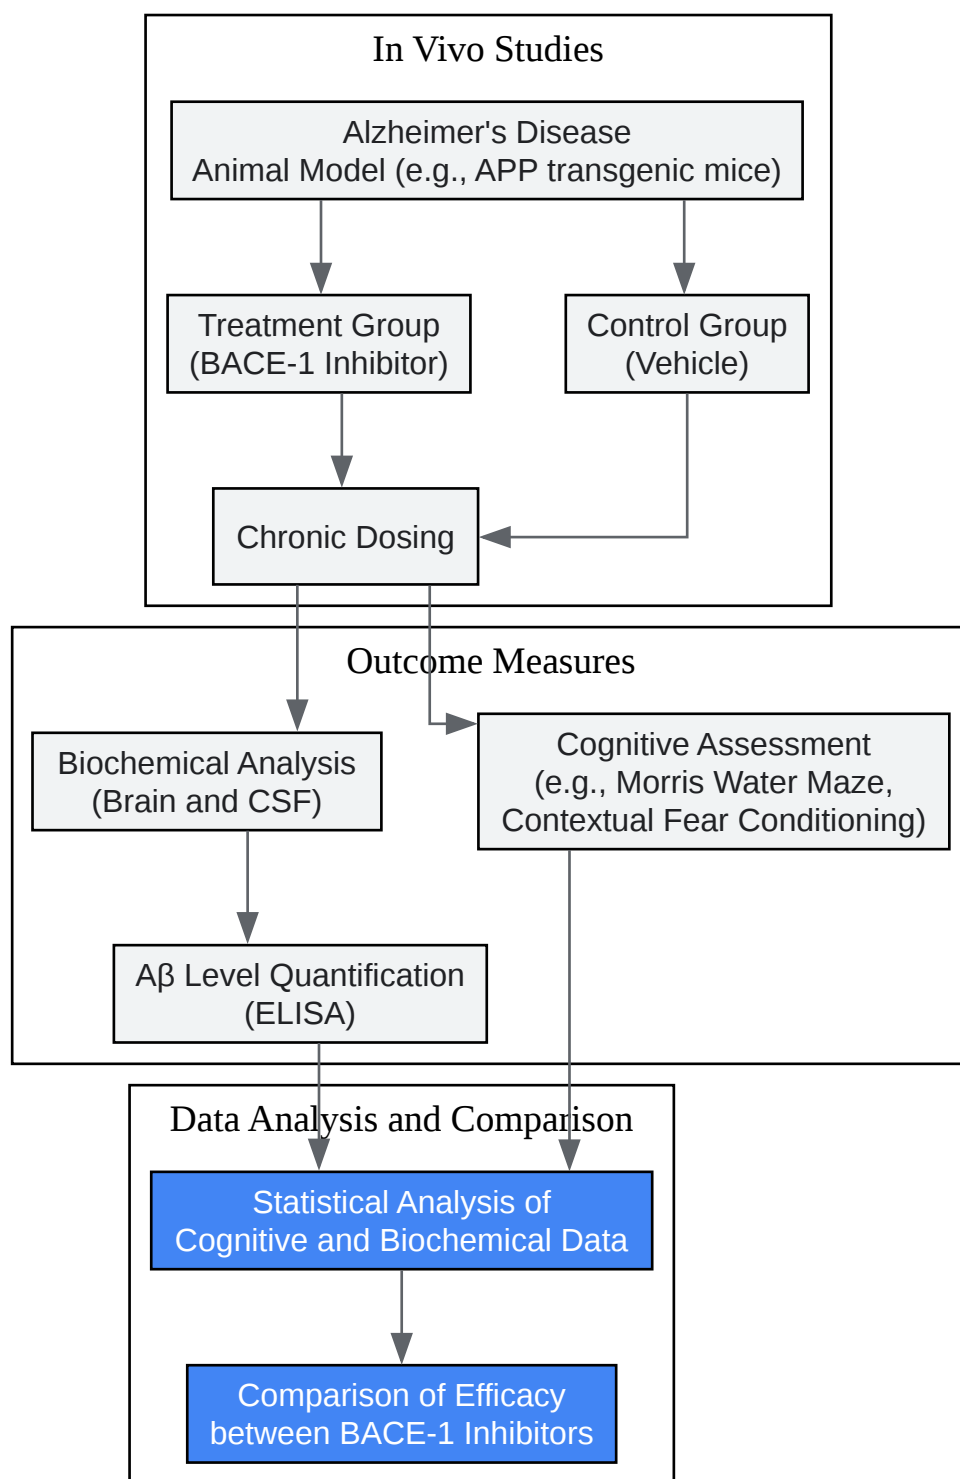 In Vivo Studies
Alzheimer's Disease
Animal Model (e.g., APP transgenic mice)
Treatment Group
(BACE-1 Inhibitor)
Control Group
(Vehicle)
Chronic Dosing
Outcome Measures
Biochemical Analysis
(Brain and CSF)
Cognitive Assessment
(e.g., Morris Water Maze,
Contextual Fear Conditioning)
Aβ Level Quantification
(ELISA)
Data Analysis and Comparison
Statistical Analysis of
Cognitive and Biochemical Data
Comparison of Efficacy
between BACE-1 Inhibitors